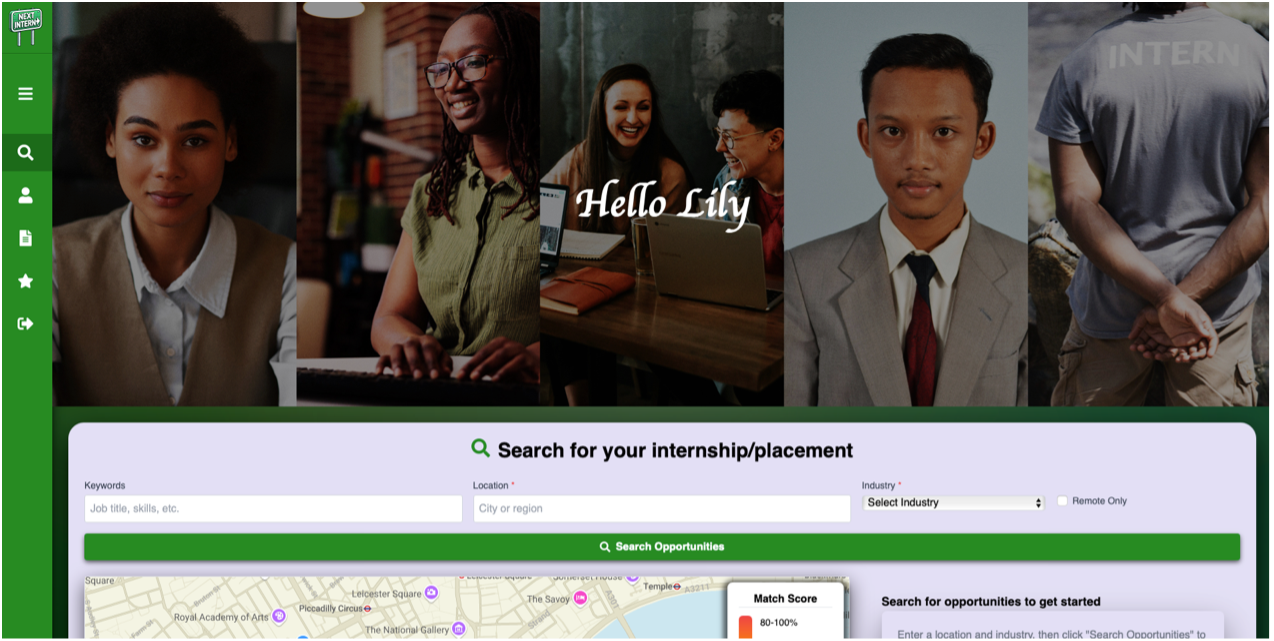 NEXT
INTERN
INTERN
Hello Lily
Search for your internship/placement
Keywords
Location *
Industry *
Job title, skills, etc.
City or region
Select Industry
Remote Only
Search Opportunities
Square
Leicester Square
Somerset House
Temple
A3211
Leicester Square
The Savoy
A301
Royal Academy of Arts
Piccadilly Circus
The National Gallery
Match Score
80-100%
Search for opportunities to get started
Enter a location and industry, then click "Search Opportunities" to